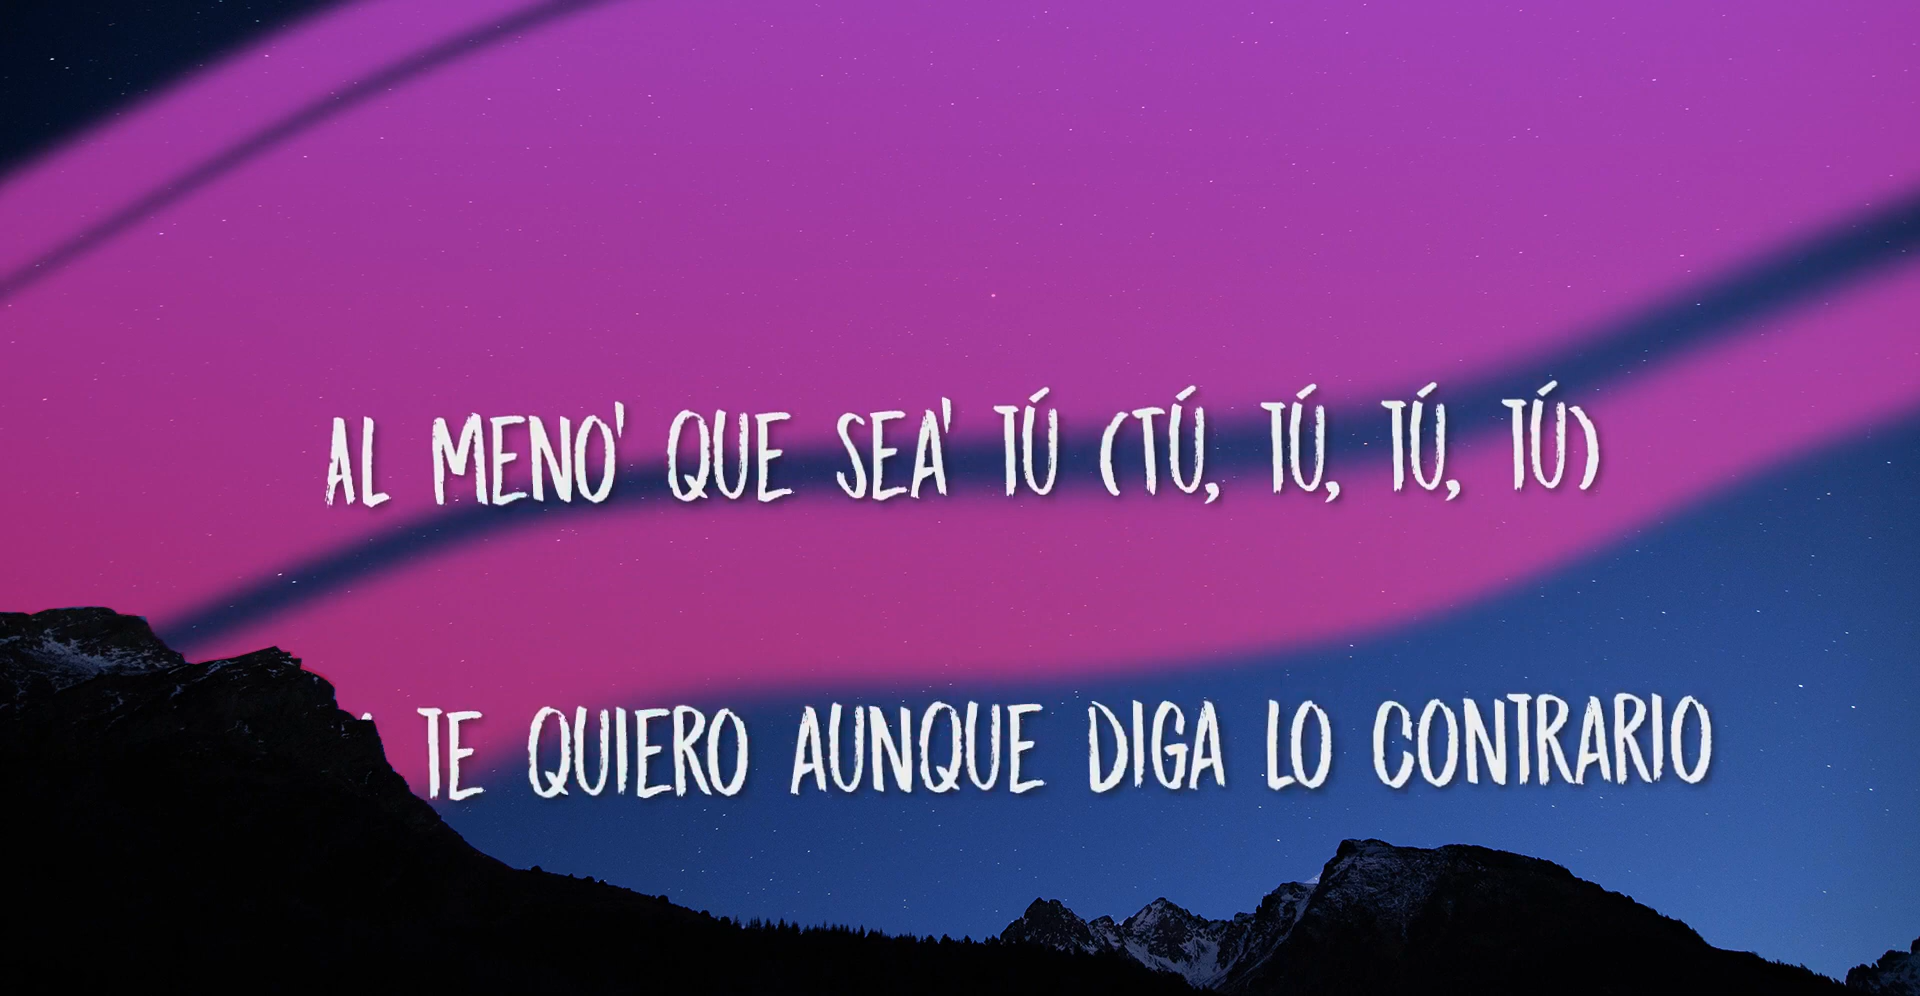 AL MENO' QUE SEA' TÚ (TÚ, TÚ, TÚ, TÚ)
TE QUIERO AUNQUE DIGA LO CONTRARIO